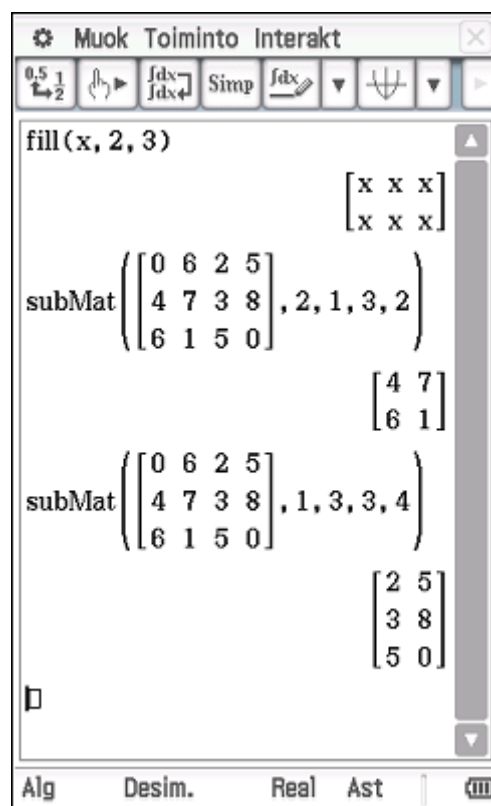 Muok Toiminto Interakt
0.5 1 2 ∫dx ∫dx Simp ∫dx
fill(x, 2, 3)
[x x x
x x x]
subMat([0 6 2 5
4 7 3 8
6 1 5 0], 2, 1, 3, 2)
[4 7
6 1]
subMat([0 6 2 5
4 7 3 8
6 1 5 0], 1, 3, 3, 4)
[2 5
3 8
5 0]
Alg Desim. Real Ast